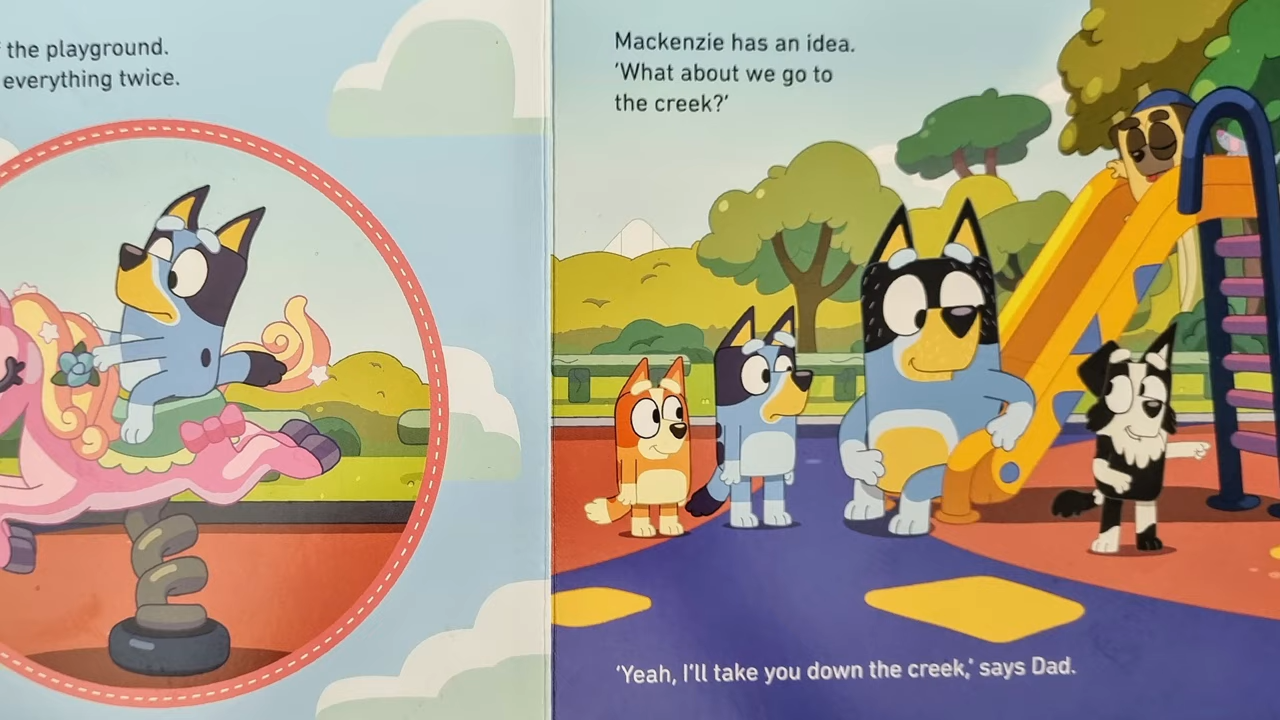 the playground.
everything twice.
Mackenzie has an idea.
‘What about we go to
the creek?’
‘Yeah, I’ll take you down the creek,’ says Dad.